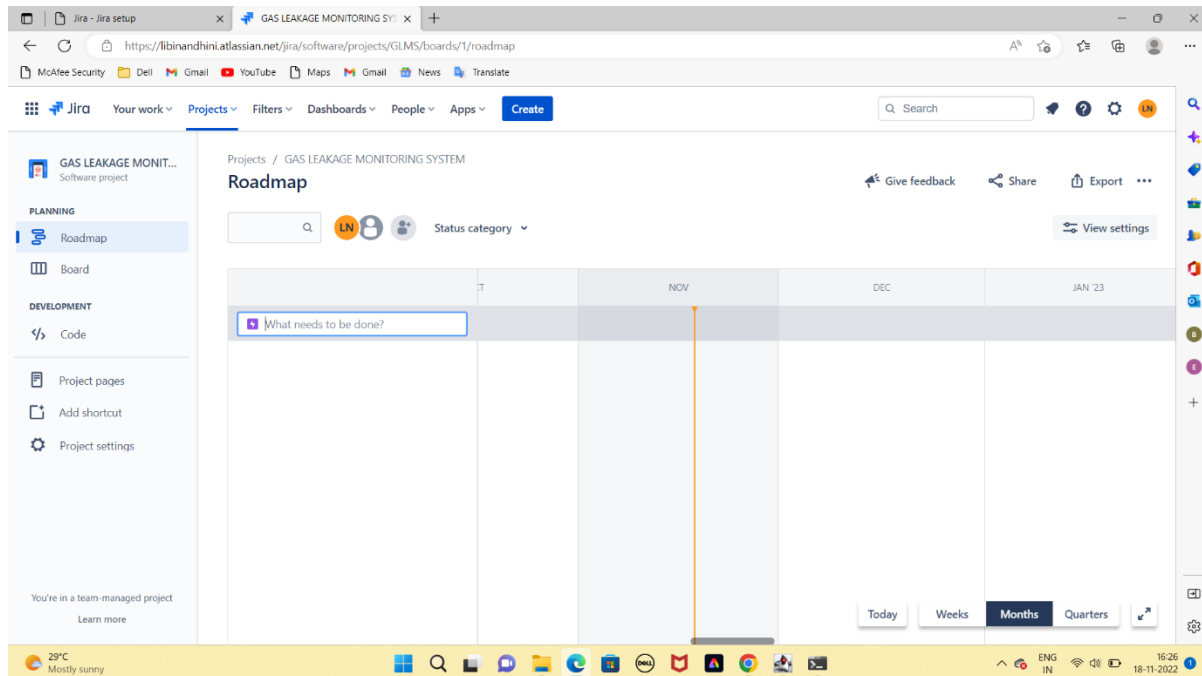 Jira - Jira setup
GAS LEAKAGE MONITORING SYS
https://libinandhini.atlassian.net/jira/software/projects/GLMS/boards/1/roadmap
McAfee Security Dell Gmail YouTube Maps Gmail News Translate
Jira Your work Projects Filters Dashboards People Apps Create Search LN
GAS LEAKAGE MONIT...
Software project
Projects / GAS LEAKAGE MONITORING SYSTEM
Roadmap
Give feedback Share Export
PLANNING
Roadmap
Board
DEVELOPMENT
Code
Project pages
Add shortcut
Project settings
You're in a team-managed project
Learn more
LN Status category View settings
NOV DEC JAN '23
What needs to be done?
Today Weeks Months Quarters
B
E
29°C
Mostly sunny
DELL
ENG
IN
16:26
18-11-2022
1